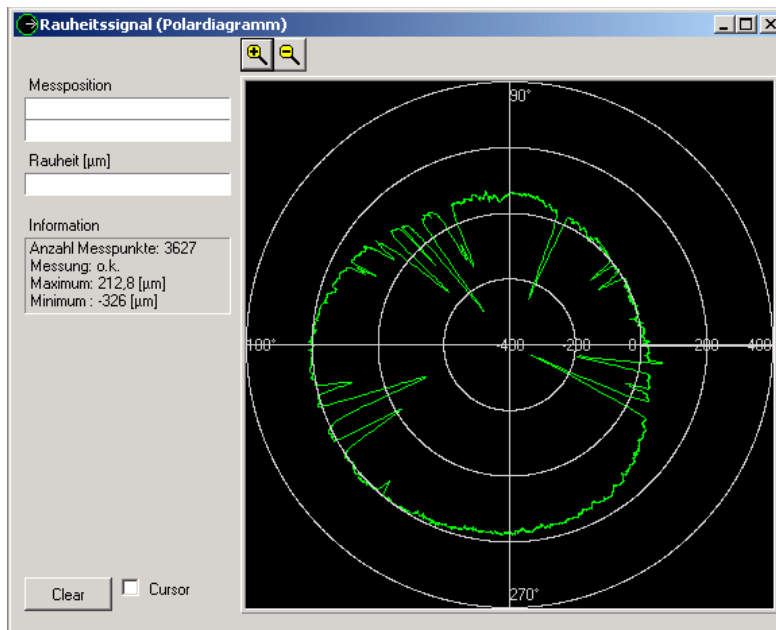 Rauheitssignal (Polardiagramm)
Messposition
Rauheit [µm]
Information
Anzahl Messpunkte: 3627
Messung: o.k.
Maximum: 212,8 [µm]
Minimum : -326 [µm]
Clear
Cursor
90°
100°
-400
-200
0
200
400
270°